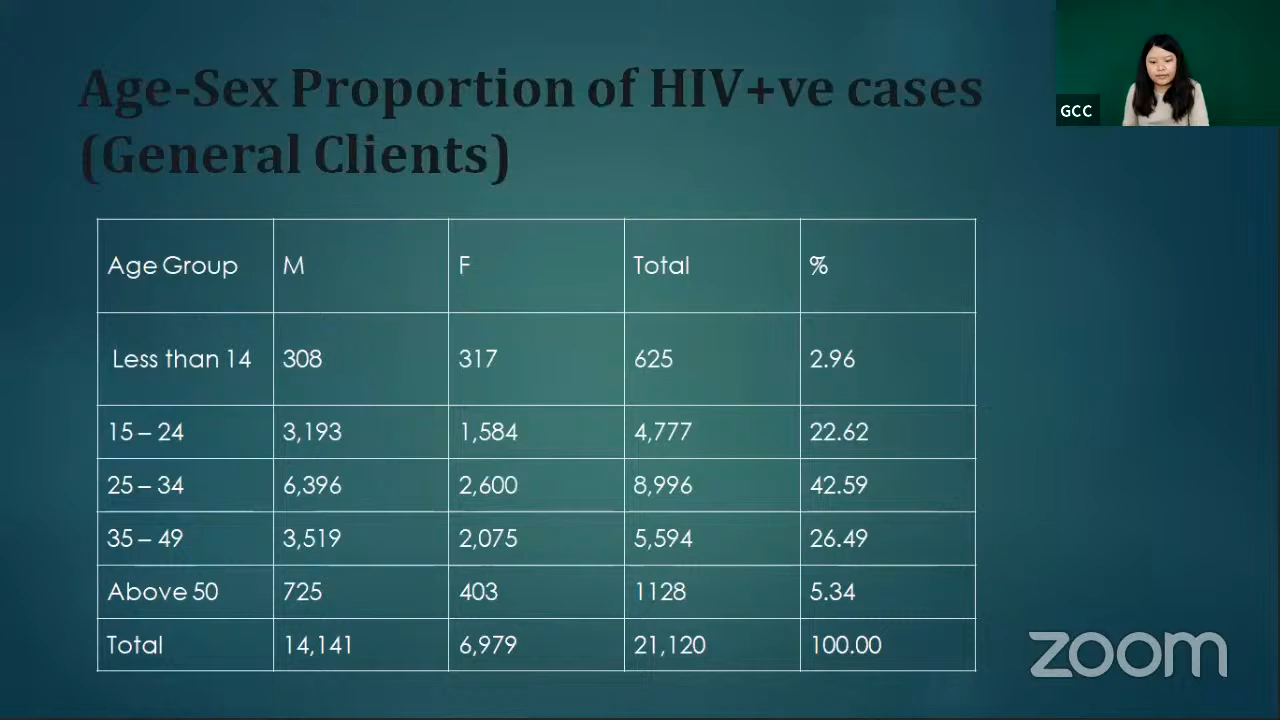 Age-Sex Proportion of HIV+ve cases
(General Clients)
GCC
Age Group M F Total %
Less than 14 308 317 625 2.96
15 – 24 3,193 1,584 4,777 22.62
25 – 34 6,396 2,600 8,996 42.59
35 – 49 3,519 2,075 5,594 26.49
Above 50 725 403 1128 5.34
Total 14,141 6,979 21,120 100.00
zoom